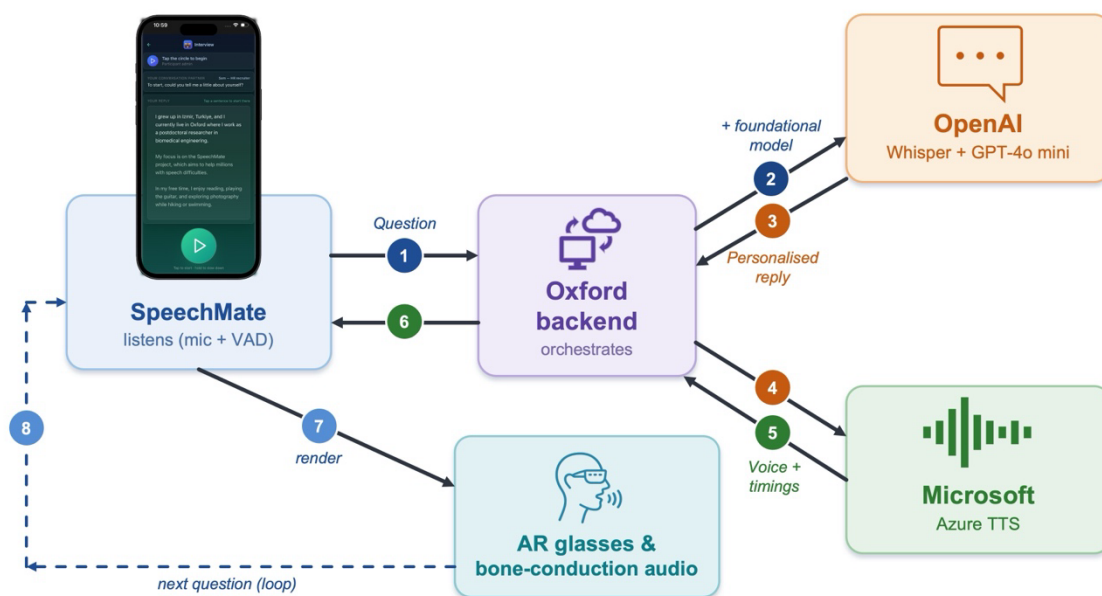 10:59
Interview
Tap the circle to begin
To start, could you tell me a little about yourself?
I grew up in Izmir, Turkiye, and I
currently live in Oxford where I work as
a postdoctoral researcher in
biomedical engineering.
My focus is on the SpeechMate
project, which aims to help millions
with speech difficulties.
In my free time, I enjoy reading, playing
the guitar, and exploring photography
while hiking or swimming.
SpeechMate
listens (mic + VAD)
Question
1
6
Oxford
backend
orchestrates
+ foundational
model
2
3
Personalised
reply
OpenAI
Whisper + GPT-4o mini
4
5
Voice +
timings
Microsoft
Azure TTS
7
render
AR glasses &
bone-conduction audio
8
next question (loop)